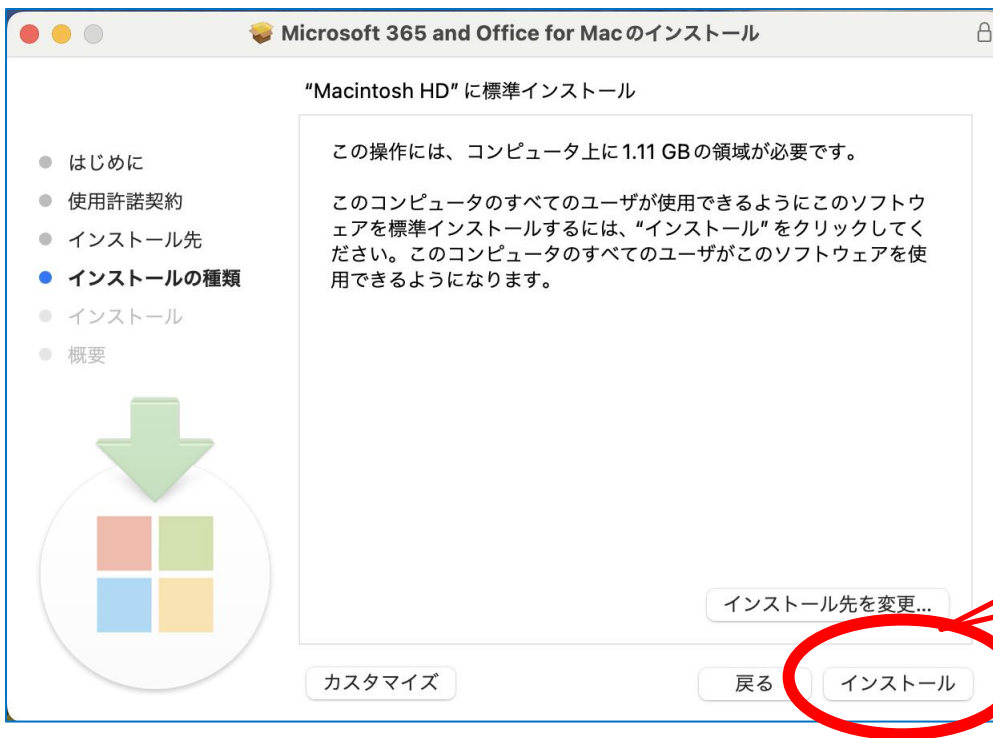 Microsoft 365 and Office for Macのインストール
“Macintosh HD” に標準インストール
はじめに
使用許諾契約
インストール先
インストールの種類
インストール
概要
この操作には、コンピュータ上に1.11 GBの領域が必要です。
このコンピュータのすべてのユーザが使用できるようにこのソフトウ
ェアを標準インストールするには、“インストール” をクリックしてく
ださい。このコンピュータのすべてのユーザがこのソフトウェアを使
用できるようになります。
インストール先を変更...
カスタマイズ
戻る
インストール